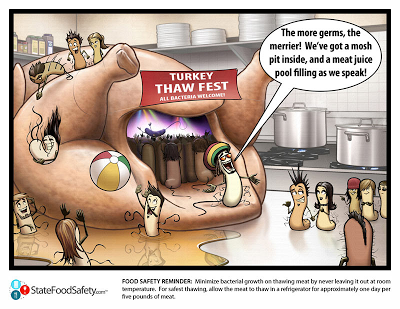 The more germs, the
merrier! We've got a mosh
pit inside, and a meat juice
pool filling as we speak!
TURKEY
THAW FEST
ALL BACTERIA WELCOME!
StateFoodSafety.com
FOOD SAFETY REMINDER: Minimize bacterial growth on thawing meat by never leaving it out at room
temperature. For safest thawing, allow the meat to thaw in a refrigerator for approximately one day per
five pounds of meat.